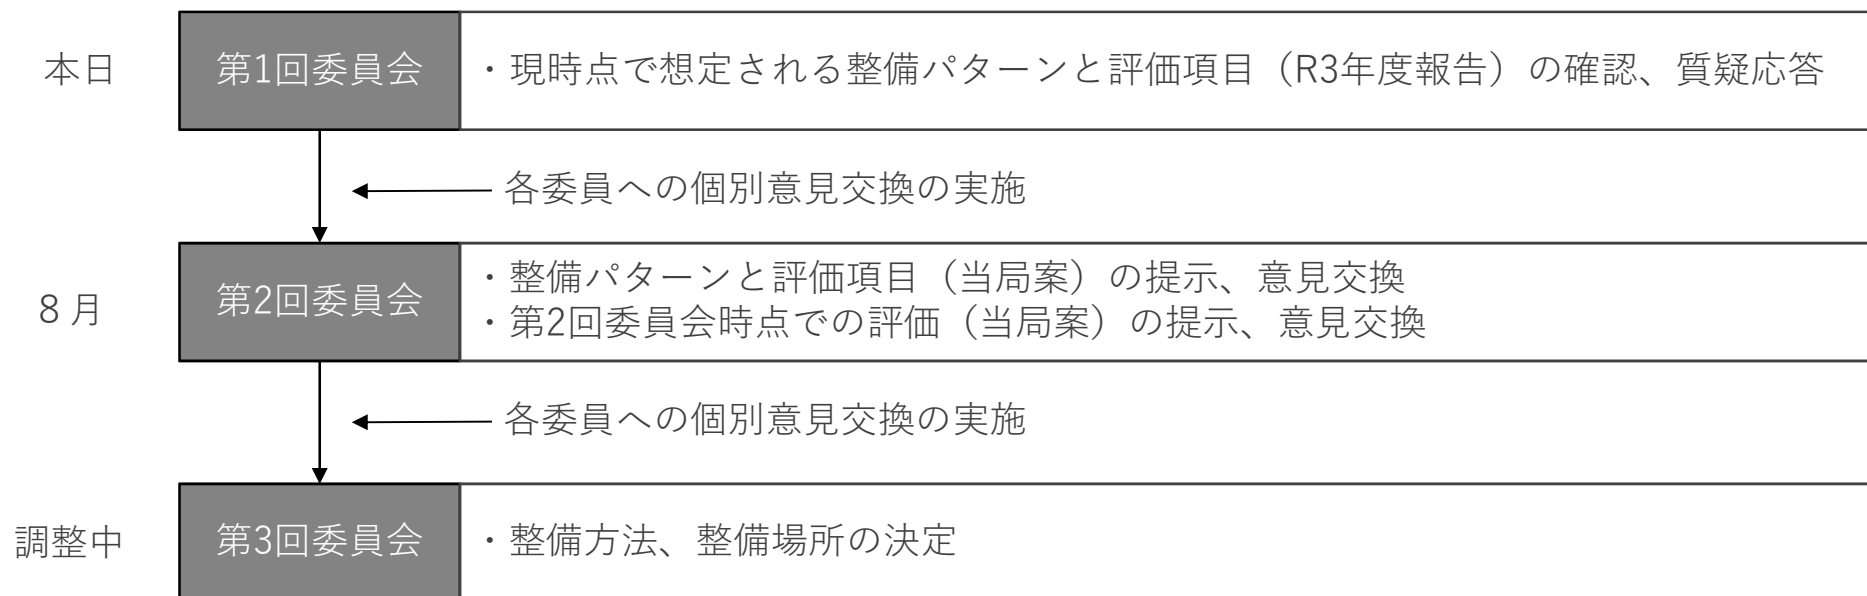 本日
第1回委員会
・現時点で想定される整備パターンと評価項目（R3年度報告）の確認、質疑応答
各委員への個別意見交換の実施
8月
第2回委員会
・整備パターンと評価項目（当局案）の提示、意見交換
・第2回委員会時点での評価（当局案）の提示、意見交換
各委員への個別意見交換の実施
調整中
第3回委員会
・整備方法、整備場所の決定